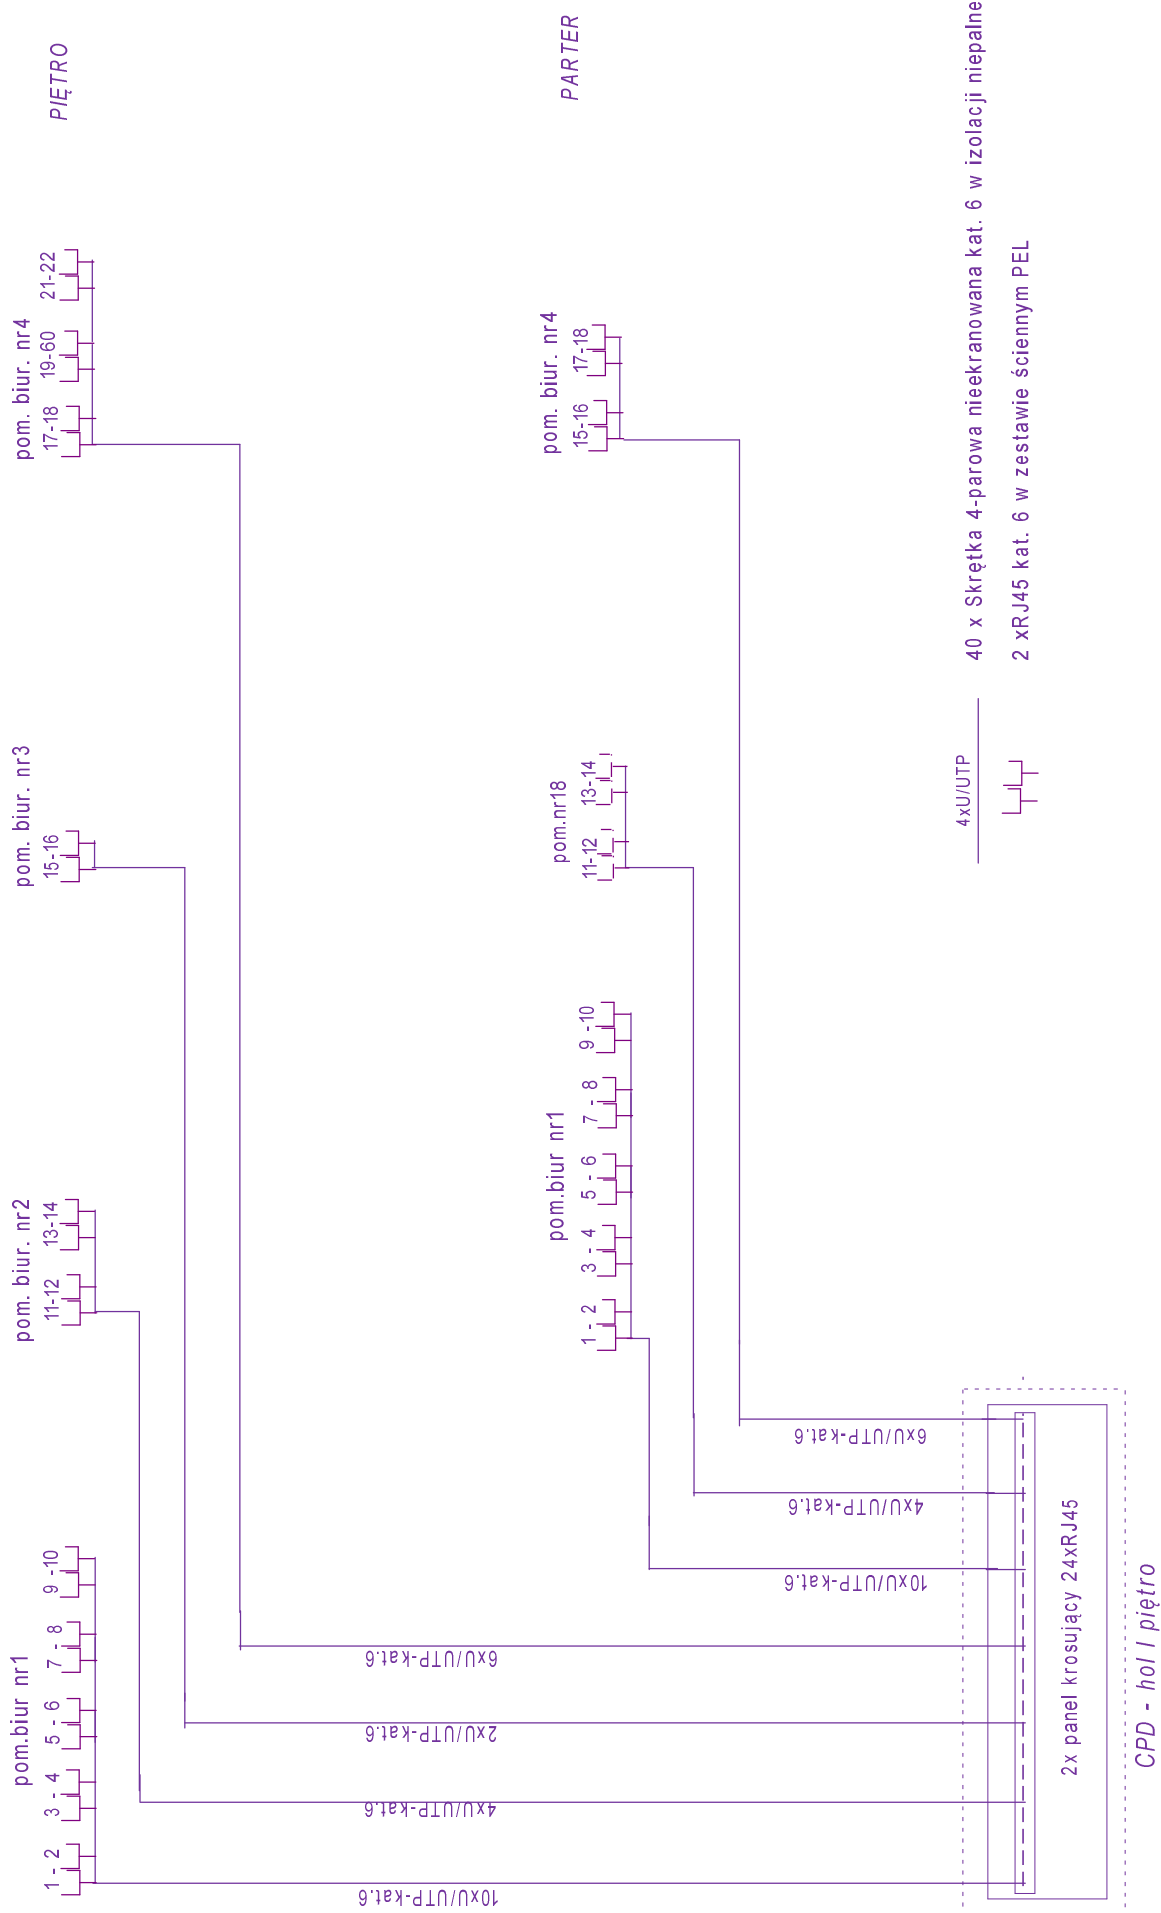 PIĘTRO
pom.biur nr1
1 - 2
3 - 4
5 - 6
7 - 8
9 -10
pom. biur. nr2
11-12
13-14
pom. biur. nr3
15-16
pom. biur. nr4
17-18
19-60
21-22
10xU/UTP-kat.6
4xU/UTP-kat.6
2xU/UTP-kat.6
6xU/UTP-kat.6
PARTER
pom.biur nr1
1 - 2
3 - 4
5 - 6
7 - 8
9 -10
pom.nr18
11-12
13-14
pom. biur. nr4
15-16
17-18
10xU/UTP-kat.6
4xU/UTP-kat.6
6xU/UTP-kat.6
4xU/UTP
40 x Skrętka 4-parowa nieekranowana kat. 6 w izolacji niepalne
2 xRJ45 kat. 6 w zestawie ściennym PEL
2x panel krosujący 24xRJ45
CPD - hol I piętro